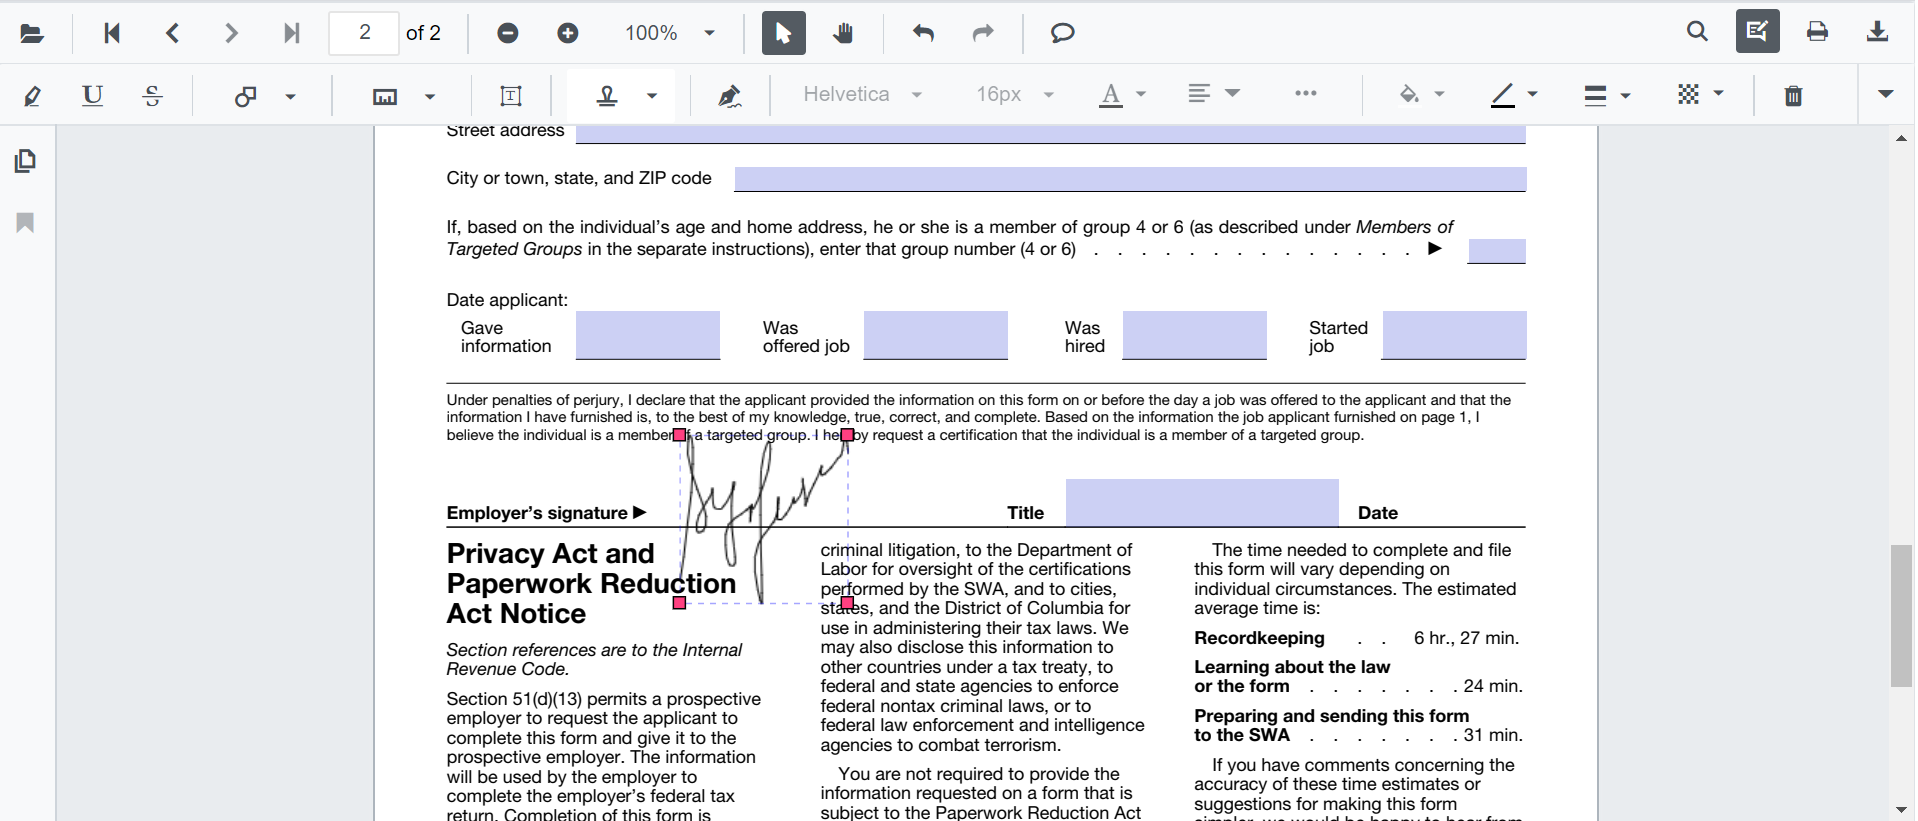 2 of 2 100%
U S T Helvetica 16px A
Street address
City or town, state, and ZIP code
If, based on the individual's age and home address, he or she is a member of group 4 or 6 (as described under Members of
Targeted Groups in the separate instructions), enter that group number (4 or 6) . . . . . . . . . . . . . . ▶
Date applicant:
Gave information
Was offered job
Was hired
Started job
Under penalties of perjury, I declare that the applicant provided the information on this form on or before the day a job was offered to the applicant and that the
information I have furnished is, to the best of my knowledge, true, correct, and complete. Based on the information the job applicant furnished on page 1, I
believe the individual is a member of a targeted group. I hereby request a certification that the individual is a member of a targeted group.
Employer's signature ▶ Title Date
Privacy Act and
Paperwork Reduction
Act Notice
Section references are to the Internal
Revenue Code.
Section 51(d)(13) permits a prospective
employer to request the applicant to
complete this form and give it to the
prospective employer. The information
will be used by the employer to
complete the employer's federal tax
return. Completion of this form is
criminal litigation, to the Department of
Labor for oversight of the certifications
performed by the SWA, and to cities,
states, and the District of Columbia for
use in administering their tax laws. We
may also disclose this information to
other countries under a tax treaty, to
federal and state agencies to enforce
federal nontax criminal laws, or to
federal law enforcement and intelligence
agencies to combat terrorism.
You are not required to provide the
information requested on a form that is
subject to the Paperwork Reduction Act
The time needed to complete and file
this form will vary depending on
individual circumstances. The estimated
average time is:
Recordkeeping . . 6 hr., 27 min.
Learning about the law
or the form . . . . . . . 24 min.
Preparing and sending this form
to the SWA . . . . . . . 31 min.
If you have comments concerning the
accuracy of these time estimates or
suggestions for making this form
simpler, we would be happy to hear from